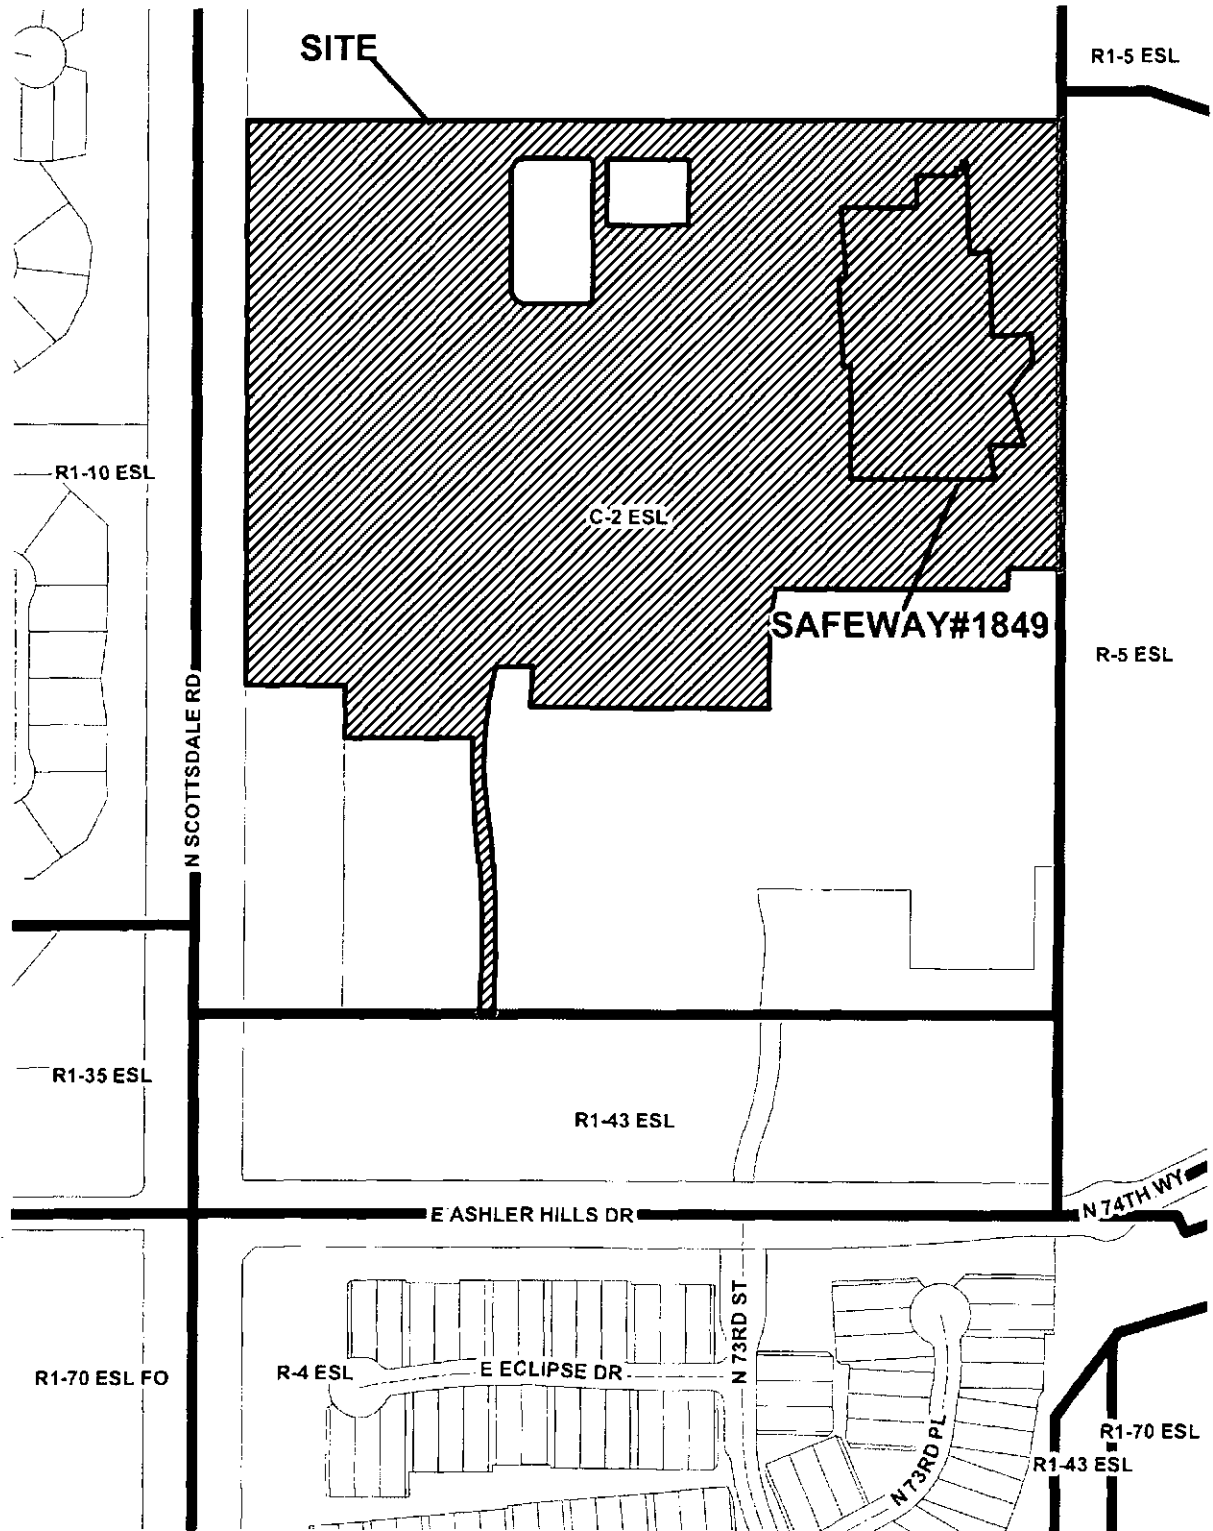 SITE
R1-5 ESL
R1-10 ESL
C-2 ESL
SAFEWAY#1849
R-5 ESL
N SCOTTSDALE RD
R1-35 ESL
R1-43 ESL
N 74TH WY
E ASHLER HILLS DR
N 73RD ST
R1-70 ESL FO
R-4 ESL
E ECLIPSE DR
N 73RD PL
R1-70 ESL
R1-43 ESL